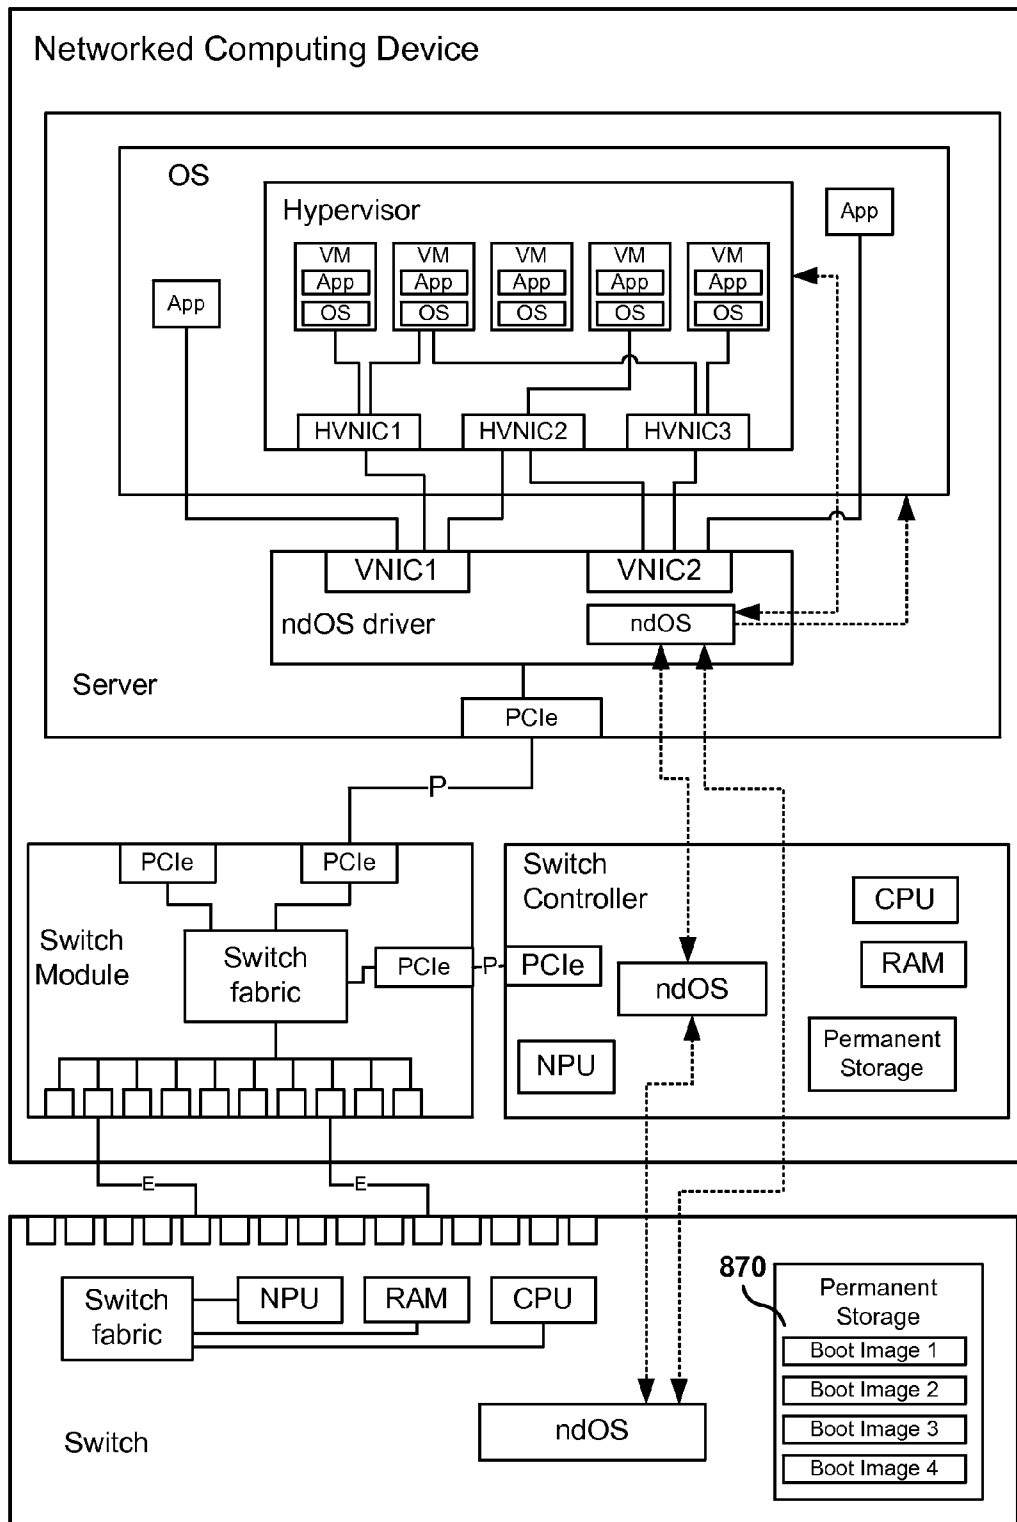 Networked Computing Device
OS
Hypervisor
App
VM
VM
VM
VM
VM
App
App
App
App
App
App
OS
OS
OS
OS
OS
HVNIC1
HVNIC2
HVNIC3
VNIC1
VNIC2
ndOS driver
ndOS
Server
PCIe
P
PCIe
PCIe
Switch
Controller
CPU
Switch
Module
Switch
fabric
PCIe
P
PCIe
RAM
ndOS
NPU
Permanent
Storage
E
E
870
Switch
fabric
NPU
RAM
CPU
Permanent
Storage
Boot Image 1
Boot Image 2
Boot Image 3
Boot Image 4
ndOS
Switch